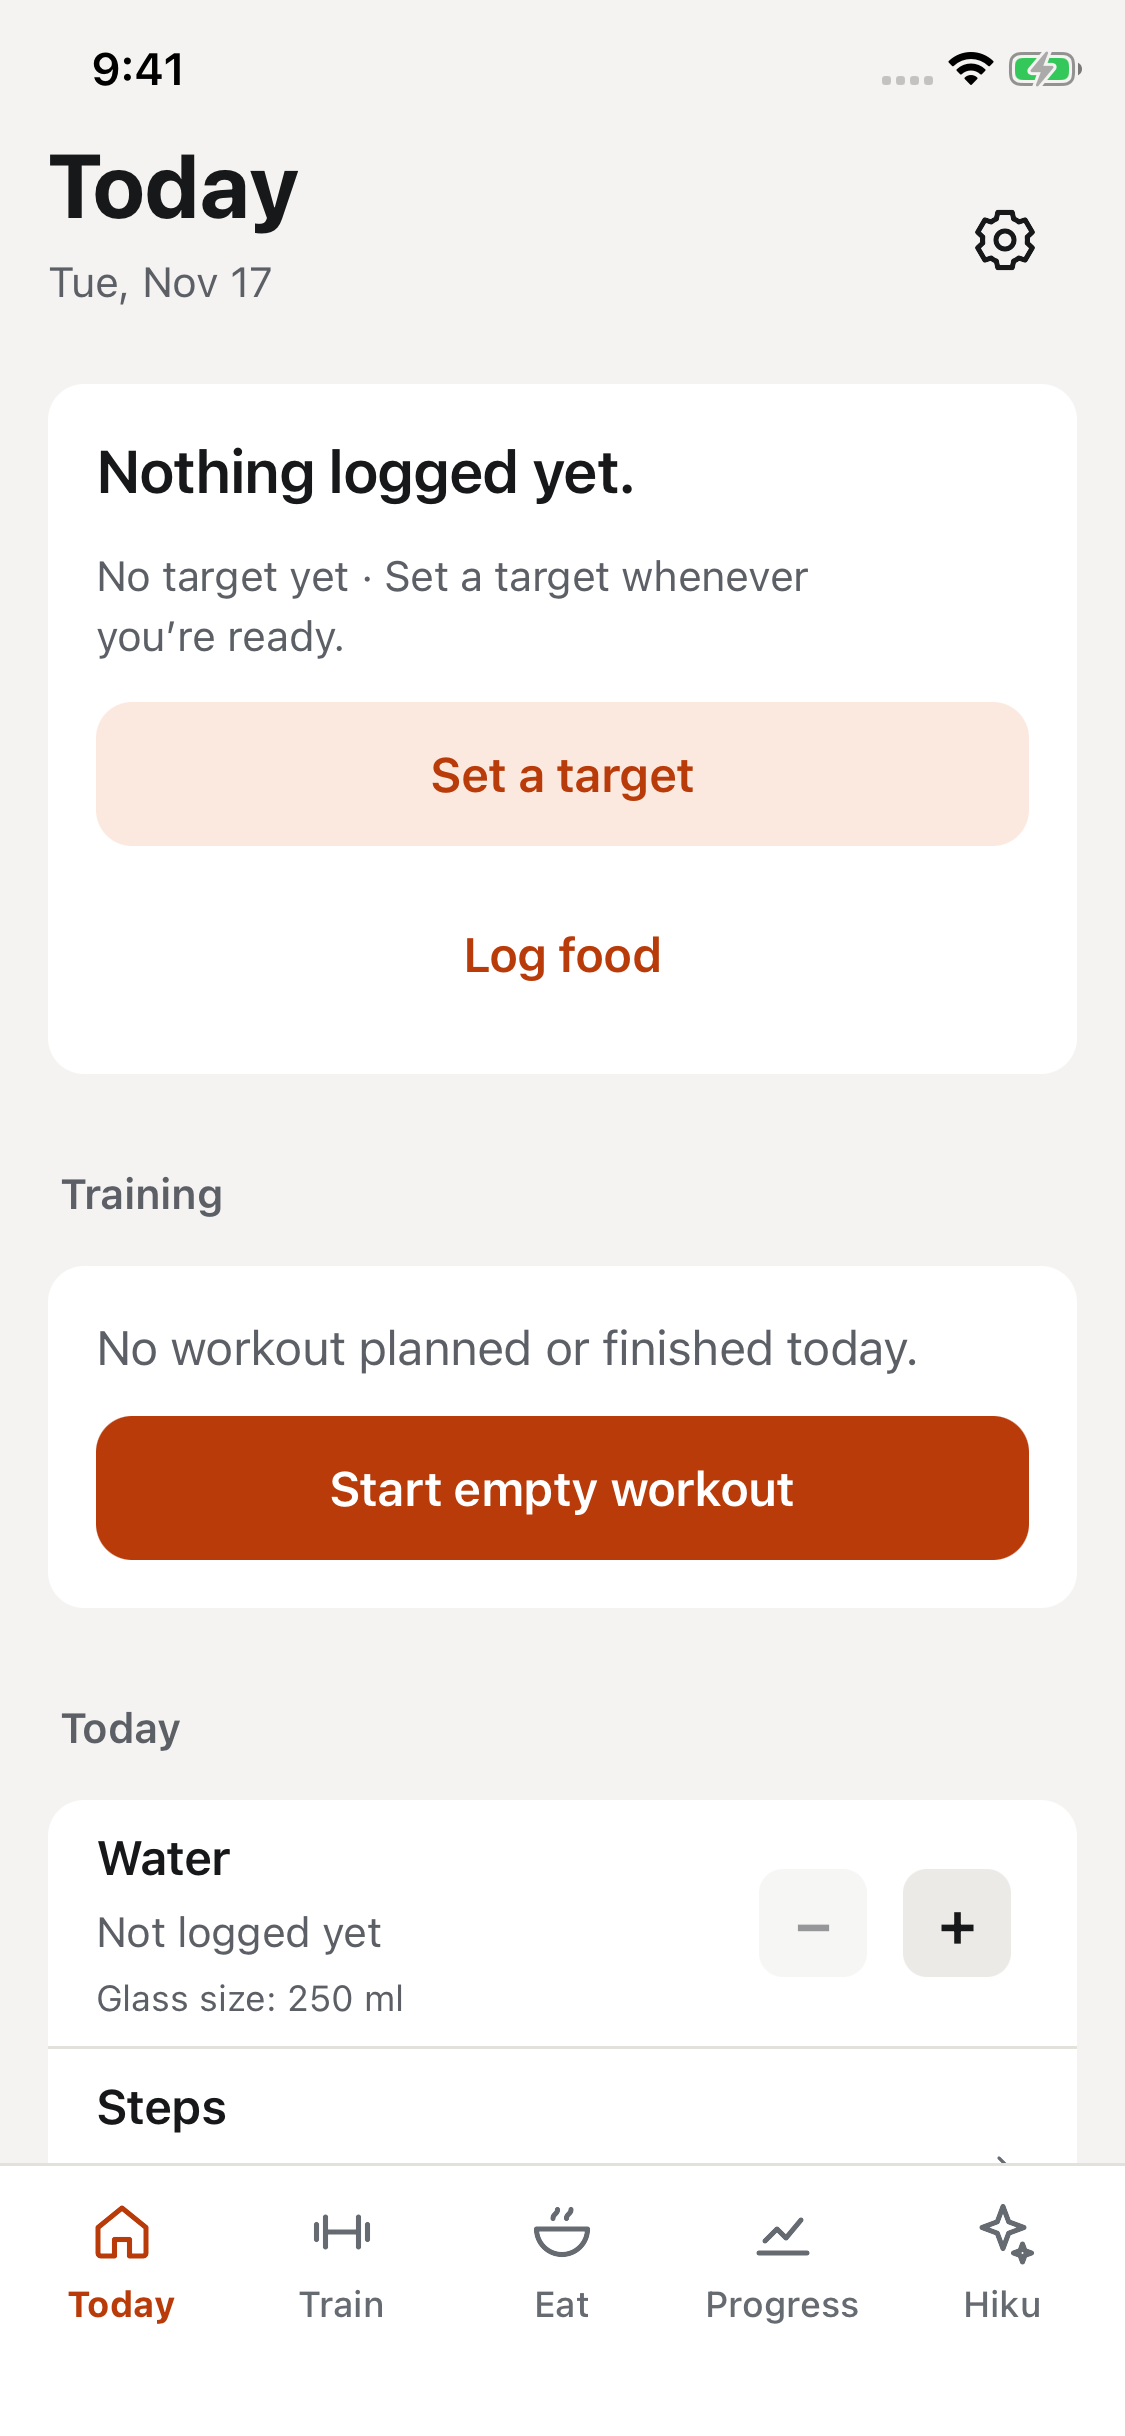 9:41
Today
Tue, Nov 17
Nothing logged yet.
No target yet · Set a target whenever
you’re ready.
Set a target
Log food
Training
No workout planned or finished today.
Start empty workout
Today
Water
Not logged yet
Glass size: 250 ml
Steps
Today
Train
Eat
Progress
Hiku